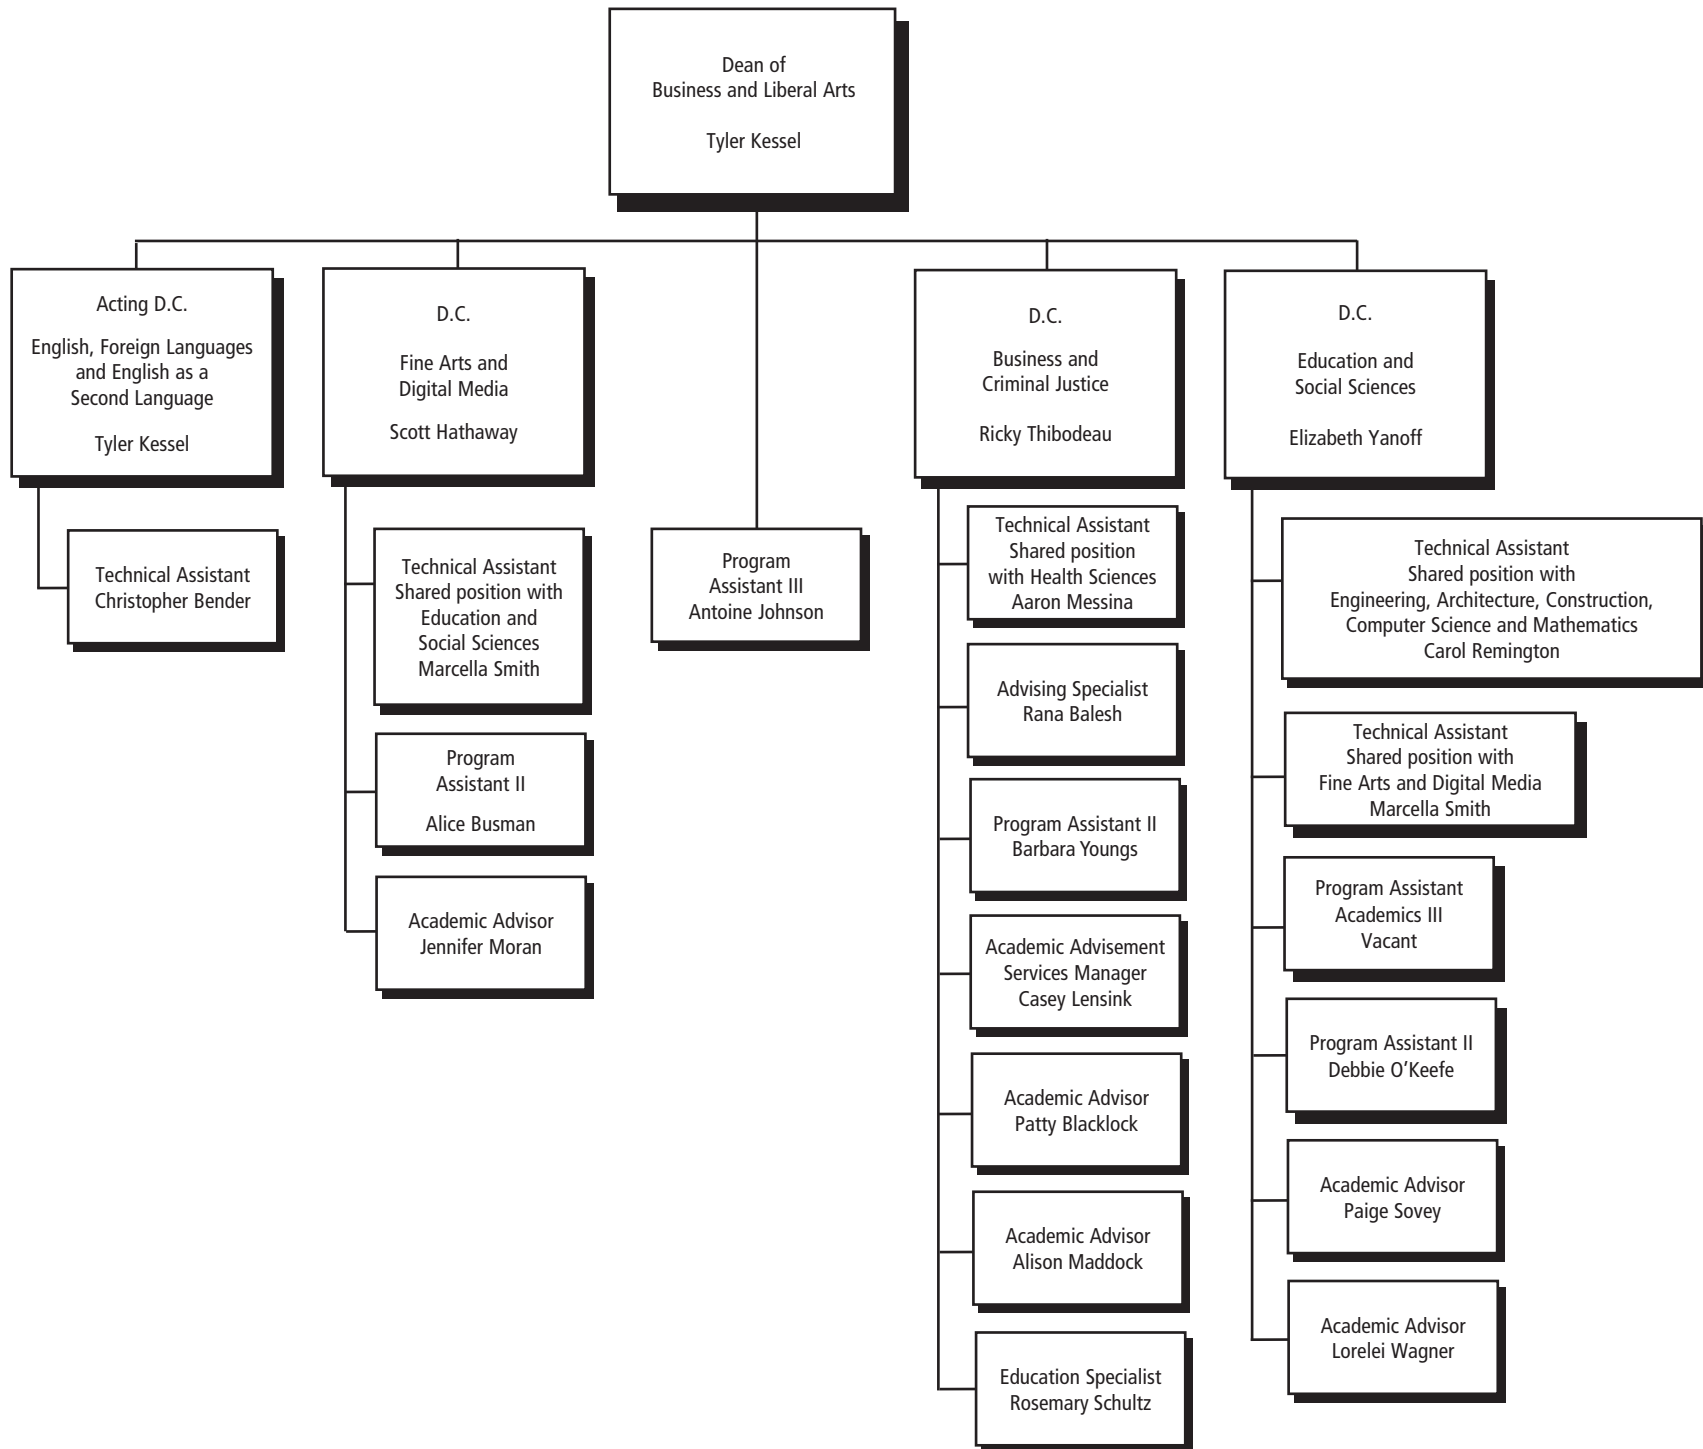 Dean of
Business and Liberal Arts
Tyler Kessel
Acting D.C.
English, Foreign Languages
and English as a
Second Language
Tyler Kessel
Technical Assistant
Christopher Bender
D.C.
Fine Arts and
Digital Media
Scott Hathaway
Technical Assistant
Shared position with
Education and
Social Sciences
Marcella Smith
Program
Assistant II
Alice Busman
Academic Advisor
Jennifer Moran
Program
Assistant III
Antoine Johnson
D.C.
Business and
Criminal Justice
Ricky Thibodeau
Technical Assistant
Shared position
with Health Sciences
Aaron Messina
Advising Specialist
Rana Balesh
Program Assistant II
Barbara Youngs
Academic Advisement
Services Manager
Casey Lensink
Academic Advisor
Patty Blacklock
Academic Advisor
Alison Maddock
Education Specialist
Rosemary Schultz
D.C.
Education and
Social Sciences
Elizabeth Yanoff
Technical Assistant
Shared position with
Engineering, Architecture, Construction,
Computer Science and Mathematics
Carol Remington
Technical Assistant
Shared position with
Fine Arts and Digital Media
Marcella Smith
Program Assistant
Academics III
Vacant
Program Assistant II
Debbie O’Keefe
Academic Advisor
Paige Sovey
Academic Advisor
Lorelei Wagner